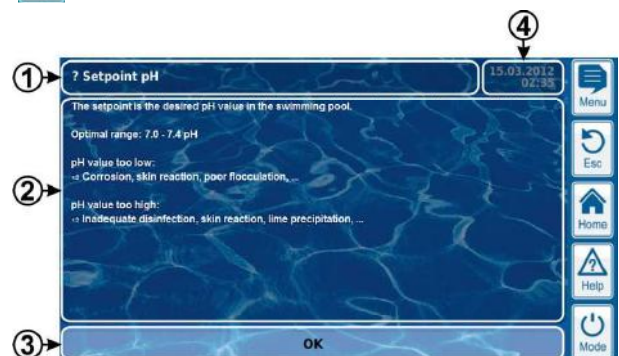 4
1
? Setpoint pH
15.03.2012
02:35
Menu
The setpoint is the desired pH value in the swimming pool.
Optimal range: 7.0 - 7.4 pH
Esc
pH value too low:
⇨ Corrosion, skin reaction, poor flocculation, ...
2
pH value too high:
⇨ Inadequate disinfection, skin reaction, lime precipitation, ...
Home
Help
3
OK
Mode